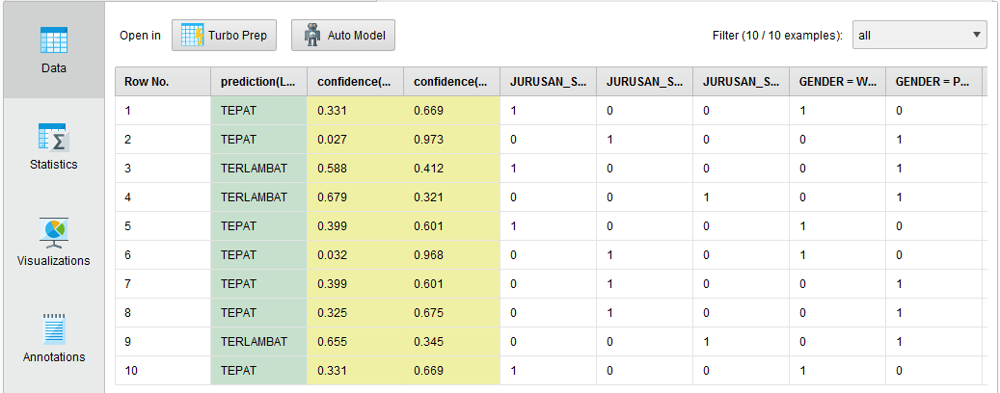 Open in Turbo Prep Auto Model Filter (10 / 10 examples): all
Data
Statistics
Visualizations
Annotations
Row No. prediction(L... confidence(... confidence(... JURUSAN_S... JURUSAN_S... JURUSAN_S... GENDER = W... GENDER = P...
1 TEPAT 0.331 0.669 1 0 0 1 0
2 TEPAT 0.027 0.973 0 1 0 0 1
3 TERLAMBAT 0.588 0.412 1 0 0 0 1
4 TERLAMBAT 0.679 0.321 0 0 1 0 1
5 TEPAT 0.399 0.601 1 0 0 1 0
6 TEPAT 0.032 0.968 0 1 0 1 0
7 TEPAT 0.399 0.601 0 1 0 0 1
8 TEPAT 0.325 0.675 0 1 0 0 1
9 TERLAMBAT 0.655 0.345 0 0 1 0 1
10 TEPAT 0.331 0.669 1 0 0 1 0